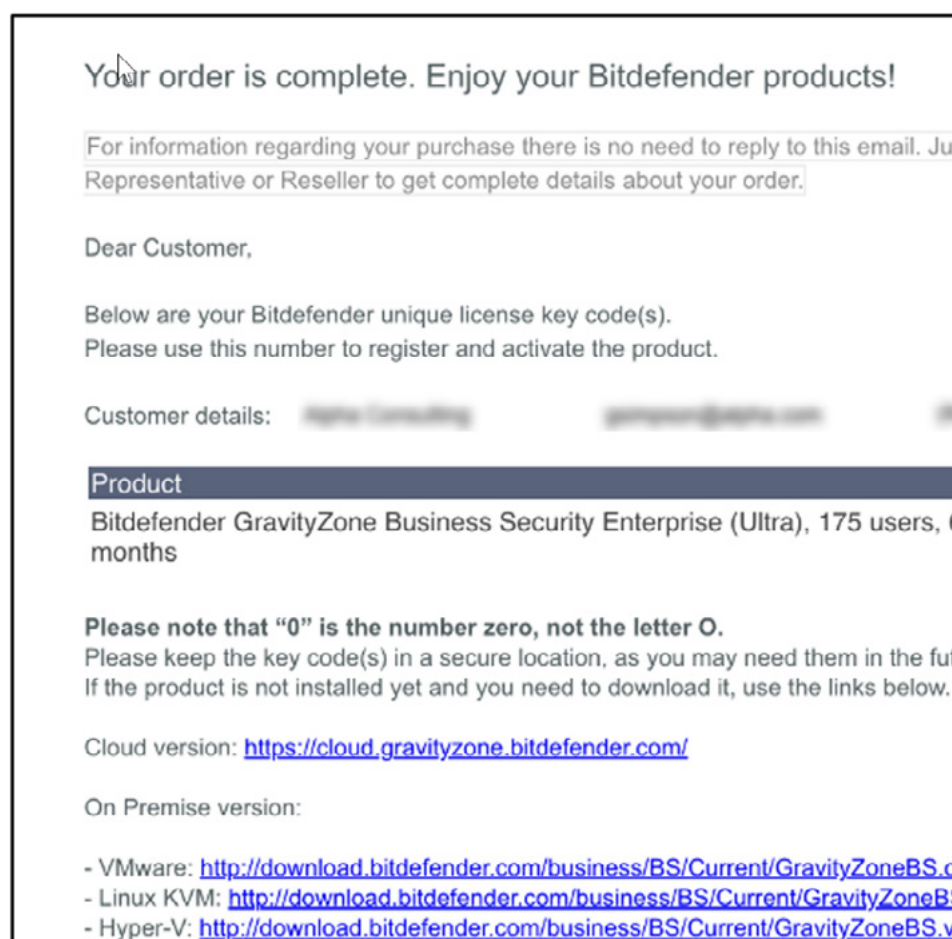 Your order is complete. Enjoy your Bitdefender products!
For information regarding your purchase there is no need to reply to this email.
Representative or Reseller to get complete details about your order.
Dear Customer,
Below are your Bitdefender unique license key code(s).
Please use this number to register and activate the product.
Customer details:
Product
Bitdefender GravityZone Business Security Enterprise (Ultra), 175 users,
months
Please note that “0” is the number zero, not the letter O.
Please keep the key code(s) in a secure location, as you may need them in the
If the product is not installed yet and you need to download it, use the links below.
Cloud version: https://cloud.gravityzone.bitdefender.com/
On Premise version:
- VMware: http://download.bitdefender.com/business/BS/Current/GravityZoneBS.
- Linux KVM: http://download.bitdefender.com/business/BS/Current/GravityZoneB
- Hyper-V: http://download.bitdefender.com/business/BS/Current/GravityZoneBS.